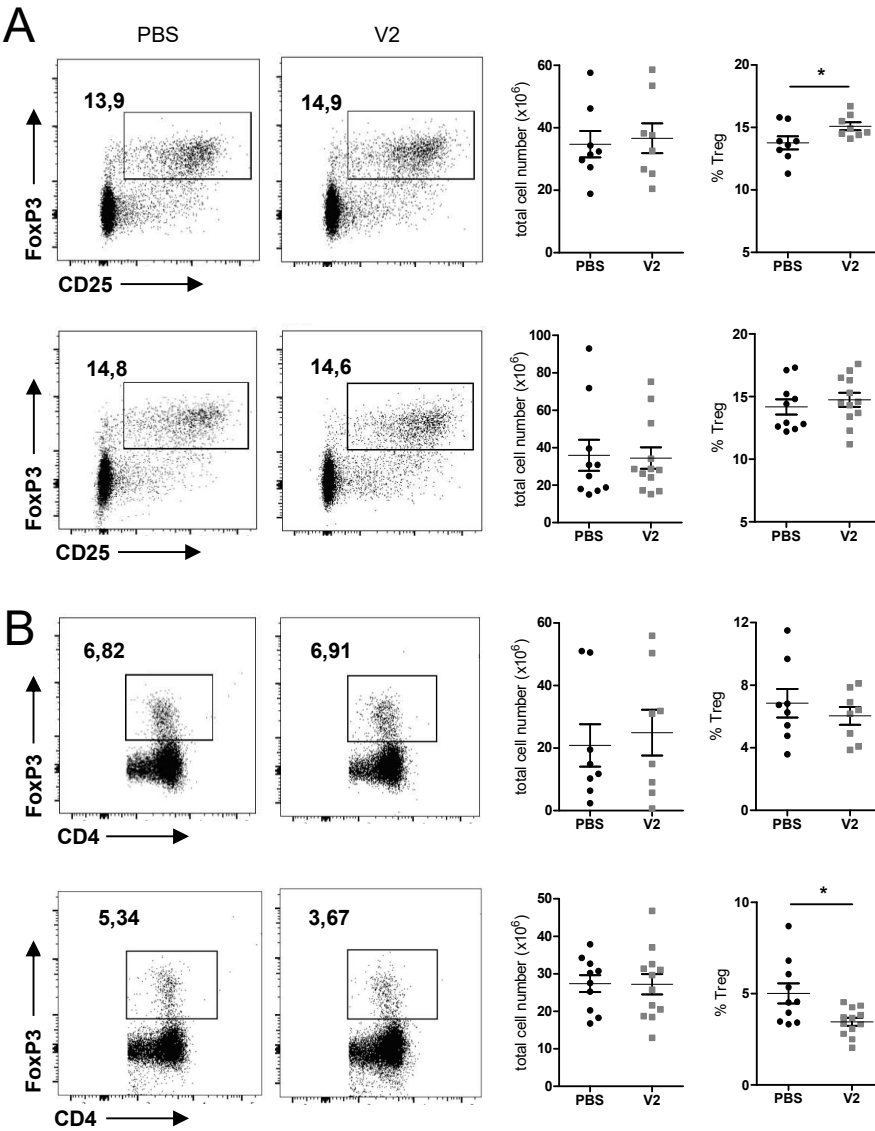 A
PBS
V2
13,9
FoxP3
CD25
14,9
total cell number (x10⁶)
60
40
20
0
PBS V2
% Treg
20
15
10
5
*
PBS V2
14,8
FoxP3
CD25
14,6
total cell number (x10⁶)
100
80
60
40
20
0
PBS V2
% Treg
20
15
10
5
PBS V2
B
6,82
FoxP3
CD4
6,91
total cell number (x10⁶)
60
40
20
0
PBS V2
% Treg
12
9
6
3
0
PBS V2
5,34
FoxP3
CD4
3,67
total cell number (x10⁶)
50
40
30
20
10
0
PBS V2
% Treg
10
5
0
*
PBS V2